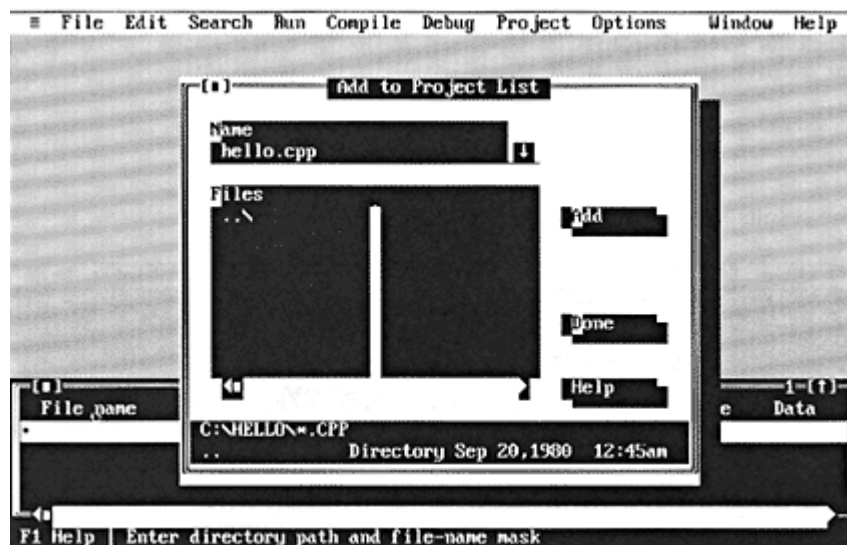 ≡ File Edit Search Run Compile Debug Project Options Window Help
[■] Add to Project List
Name
hello.cpp ↓
Files
..\
Add
Done
Help
[■] 1-[↑]
File name e Data
C:\HELLO\*.CPP
.. Directory Sep 20,1980 12:45am
F1 Help | Enter directory path and file-name mask